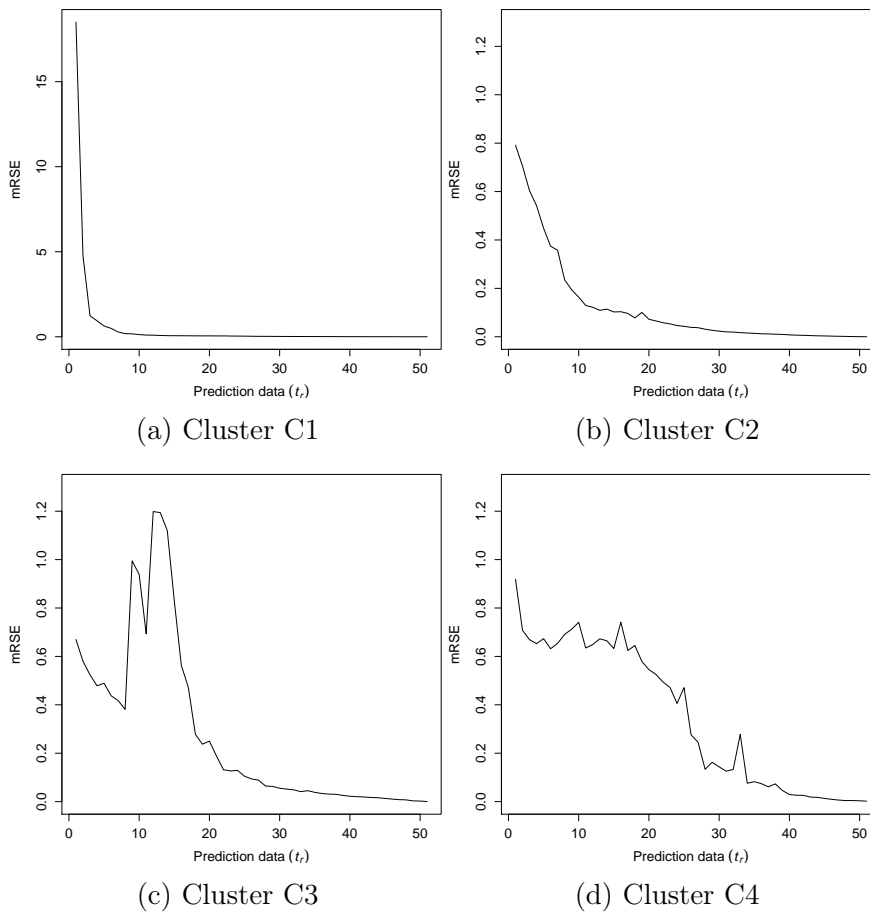 15
10
5
0
mRSE
0 10 20 30 40 50
Prediction data (t_r)
(a) Cluster C1
1.2
1.0
0.8
0.6
0.4
0.2
0.0
mRSE
0 10 20 30 40 50
Prediction data (t_r)
(b) Cluster C2
1.2
1.0
0.8
0.6
0.4
0.2
0.0
mRSE
0 10 20 30 40 50
Prediction data (t_r)
(c) Cluster C3
1.2
1.0
0.8
0.6
0.4
0.2
0.0
mRSE
0 10 20 30 40 50
Prediction data (t_r)
(d) Cluster C4